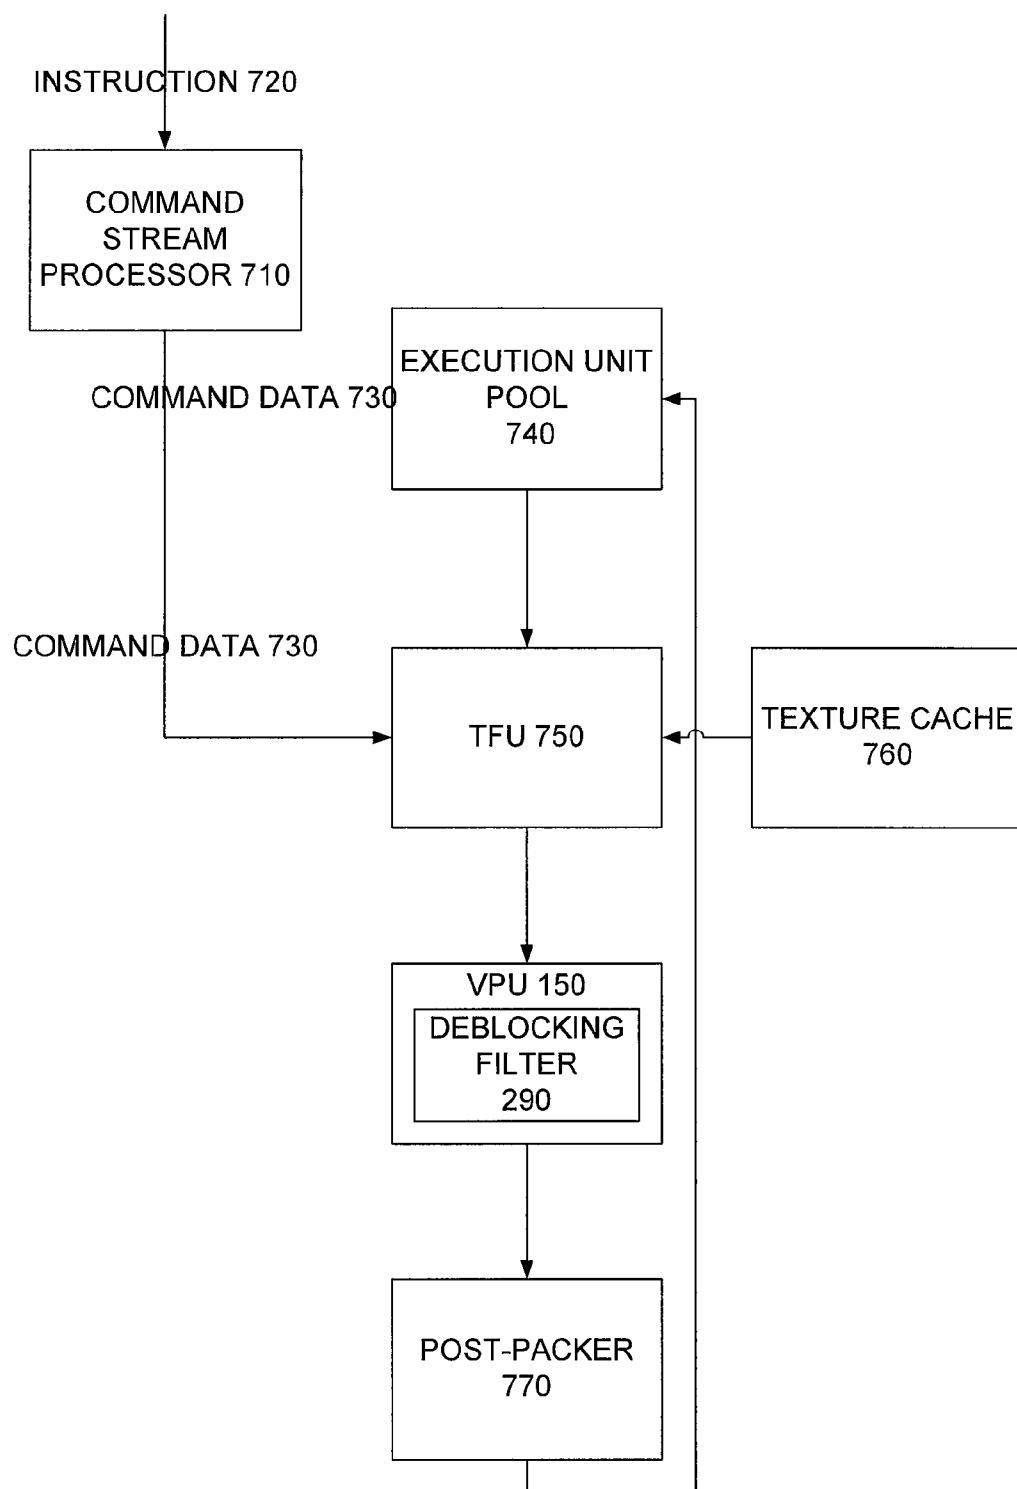 INSTRUCTION 720
COMMAND
STREAM
PROCESSOR 710
EXECUTION UNIT
POOL
740
COMMAND DATA 730
COMMAND DATA 730
TFU 750
TEXTURE CACHE
760
VPU 150
DEBLOCKING
FILTER
290
POST-PACKER
770